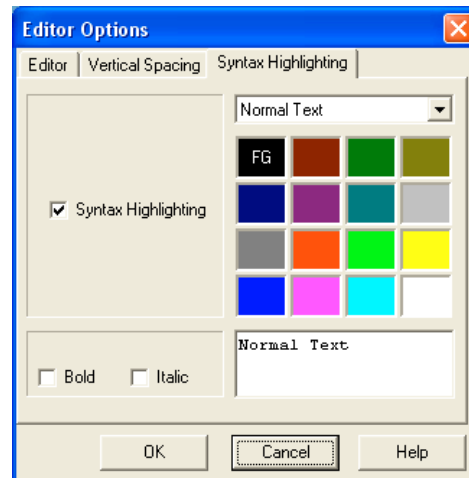 Editor Options
Editor Vertical Spacing Syntax Highlighting
Normal Text
FG
Syntax Highlighting
Normal Text
Bold Italic
OK Cancel Help